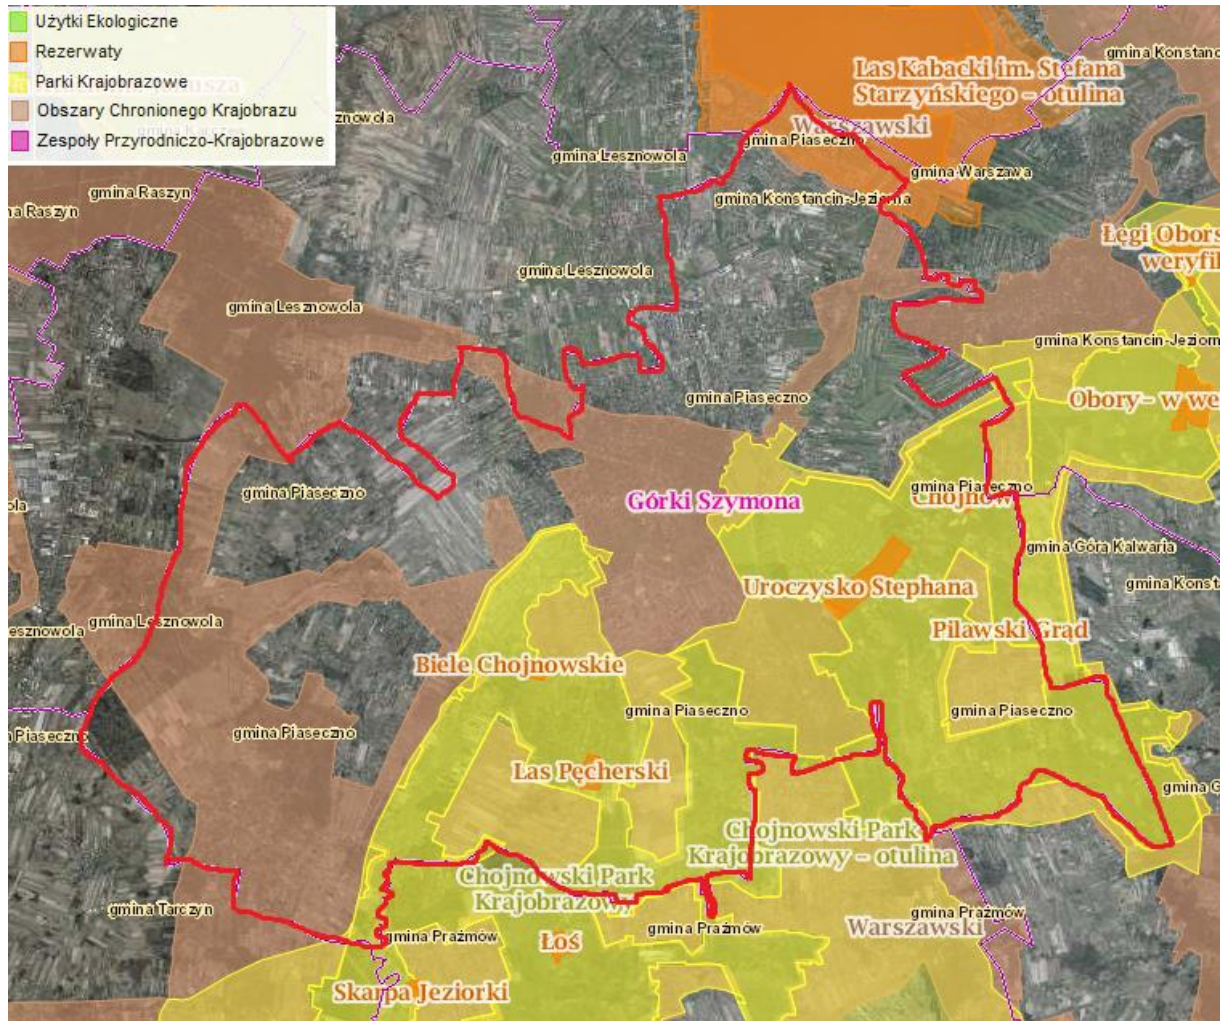 Użytki Ekologiczne
Rezerwaty
Parki Krajobrazowe
Obszary Chronionego Krajobrazu
Zespoły Przyrodniczo-Krajobrazowe
gmina Konstanc
Las Kabacki im. Stefana
Starzyńskiego – otulina
znowola
Warszawski
gmina Piaseczno
gmina Lesznowola
gmina Warszawa
gmina Raszyn
na Raszyn
gmina Konstancin-Jeziorna
Łęgi Obors
weryfik
gmina Lesznowola
gmina Lesznowola
gmina Konstancin-Jeziorn
gmina Piaseczno
Obory – w we
gmina Piaseczno
gmina Piaseczno
Górki Szymona
Chojnów
ola
gmina Góra Kalwaria
gmina Konst
Uroczysko Stephana
gmina Lesznowola
esznowola
Pilawski Grąd
Biele Chojnowskie
gmina Piaseczno
gmina Piaseczno
a Piaseczno
gmina Piaseczno
Las Pęcherski
gmina G
Chojnowski Park
Krajobrazowy – otulina
Chojnowski Park
Krajobrazowy
gmina Tarczyn
gmina Prażmów
gmina Prażmów
Warszawski
gmina Prażmów
Łoś
Skarpa Jeziorki